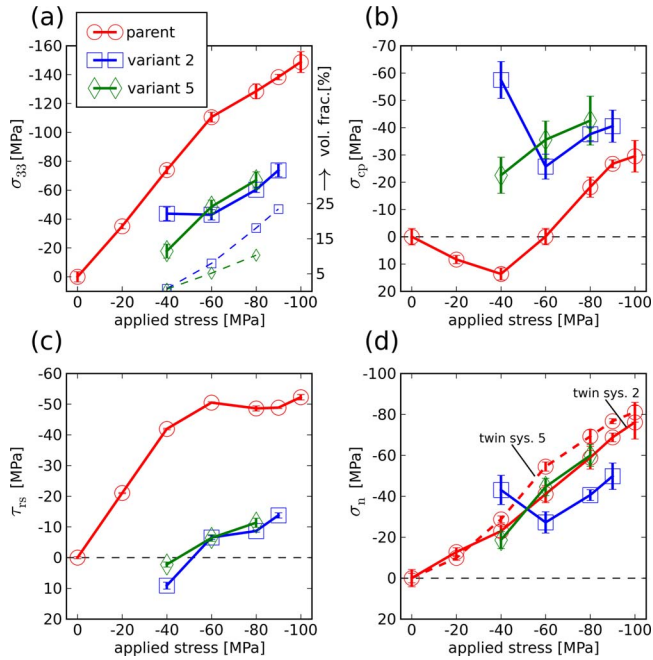 (a)
parent
variant 2
variant 5
-160
-140
-120
-100
-80
-60
-40
-20
0
σ33 [MPa]
vol. frac.[%]
25
20
15
10
5
0 -20 -40 -60 -80 -100
applied stress [MPa]
(b)
-70
-60
-50
-40
-30
-20
-10
0
10
20
σcp [MPa]
0 -20 -40 -60 -80 -100
applied stress [MPa]
(c)
-60
-50
-40
-30
-20
-10
0
10
20
τrs [MPa]
0 -20 -40 -60 -80 -100
applied stress [MPa]
(d)
-100
-80
-60
-40
-20
0
20
σn [MPa]
twin sys. 2
twin sys. 5
0 -20 -40 -60 -80 -100
applied stress [MPa]